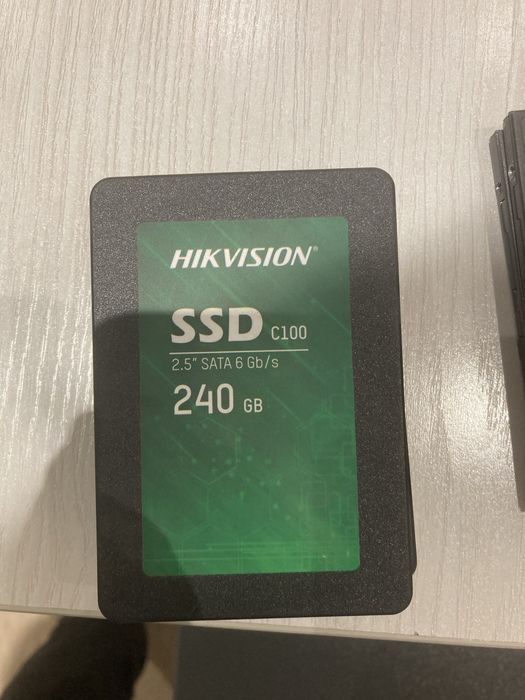 HIKVISION®
SSD C100
2.5" SATA 6 Gb/s
240 GB